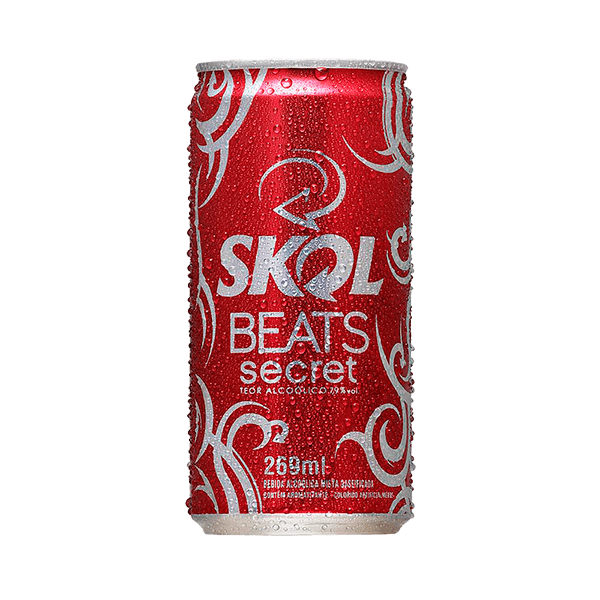 SKOL
BEATS
secret
TEOR ALCOÓLICO 7,9% vol.
269ml
BEBIDA ALCOÓLICA MISTA GASEIFICADA
CONTÉM AROMATIZANTE - COLORIDO ARTIFICIALMENTE